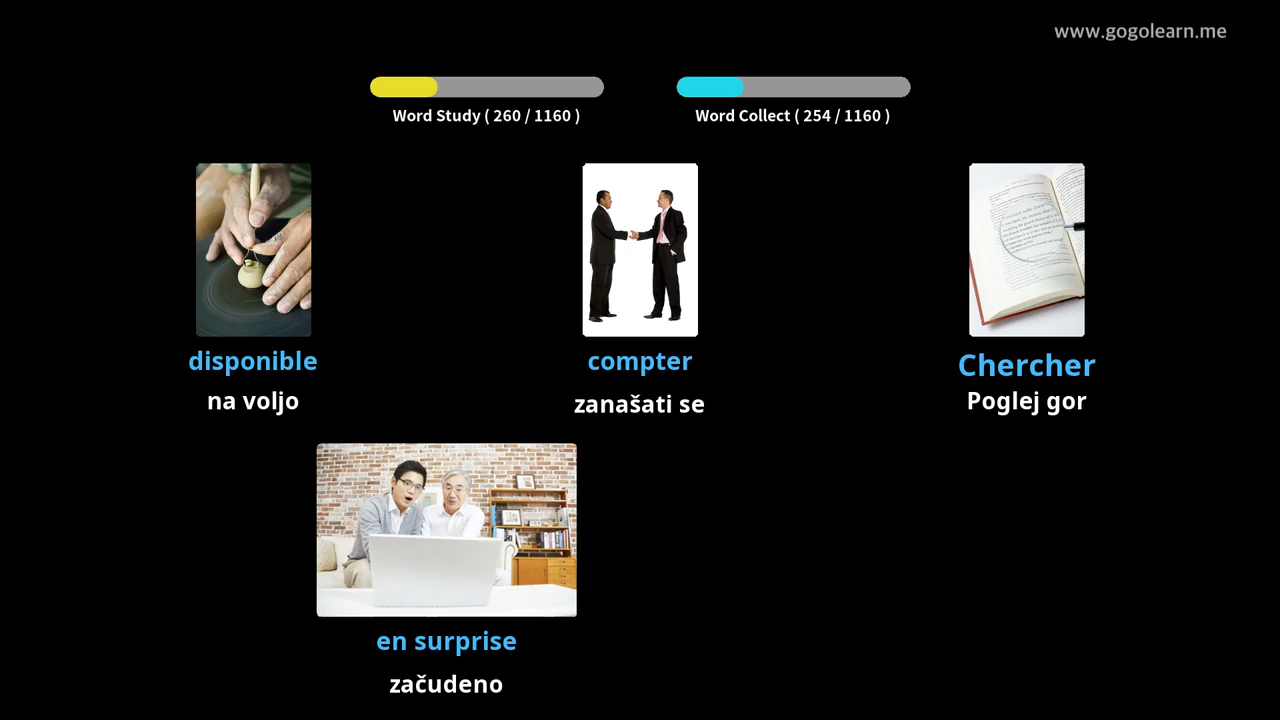 www.gogolearn.me
Word Study ( 260 / 1160 )
Word Collect ( 254 / 1160 )
disponible
compter
Chercher
na voljo
zanašati se
Poglej gor
en surprise
začudeno